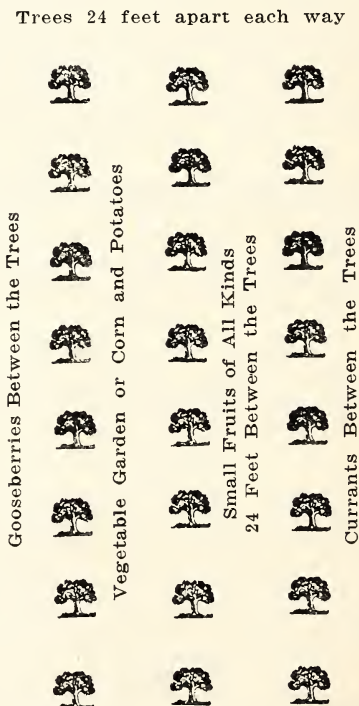 Trees 24 feet apart each way
Gooseberries Between the Trees
Vegetable Garden or Corn and Potatoes
Small Fruits of All Kinds
24 Feet Between the Trees
Currants Between the Trees